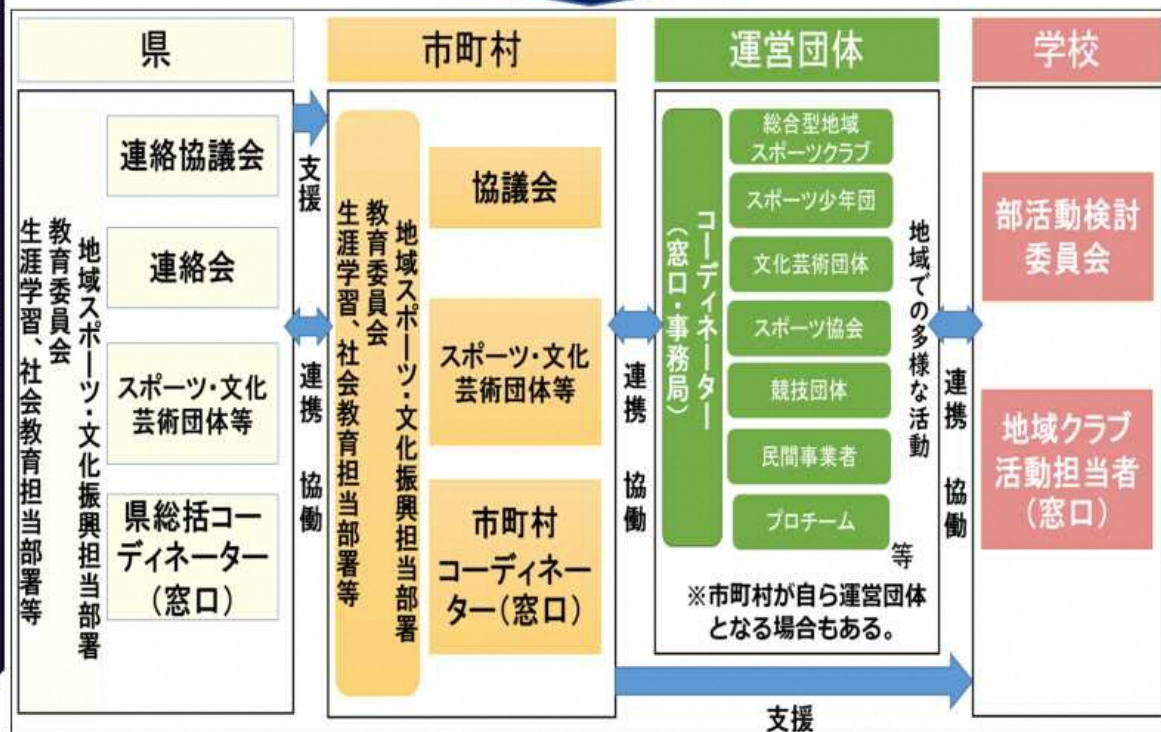 県
地域スポーツ・文化振興担当部署
教育委員会
生涯学習、社会教育担当部署等
連絡協議会
連絡会
スポーツ・文化
芸術団体等
県総括コー
ディネーター
(窓口)
支援
連携
協働
市町村
地域スポーツ・文化振興担当部署
教育委員会
生涯学習、社会教育担当部署等
協議会
スポーツ・文化
芸術団体等
市町村
コーディネー
ター(窓口)
連携
協働
運営団体
コーディネーター
(窓口・事務局)
総合型地域
スポーツクラブ
スポーツ少年団
文化芸術団体
スポーツ協会
競技団体
民間事業者
プロチーム
等
地域での多様な活動
※市町村が自ら運営団体
となる場合もある。
連携
協働
学校
部活動検討
委員会
地域クラブ
活動担当者
(窓口)
支援